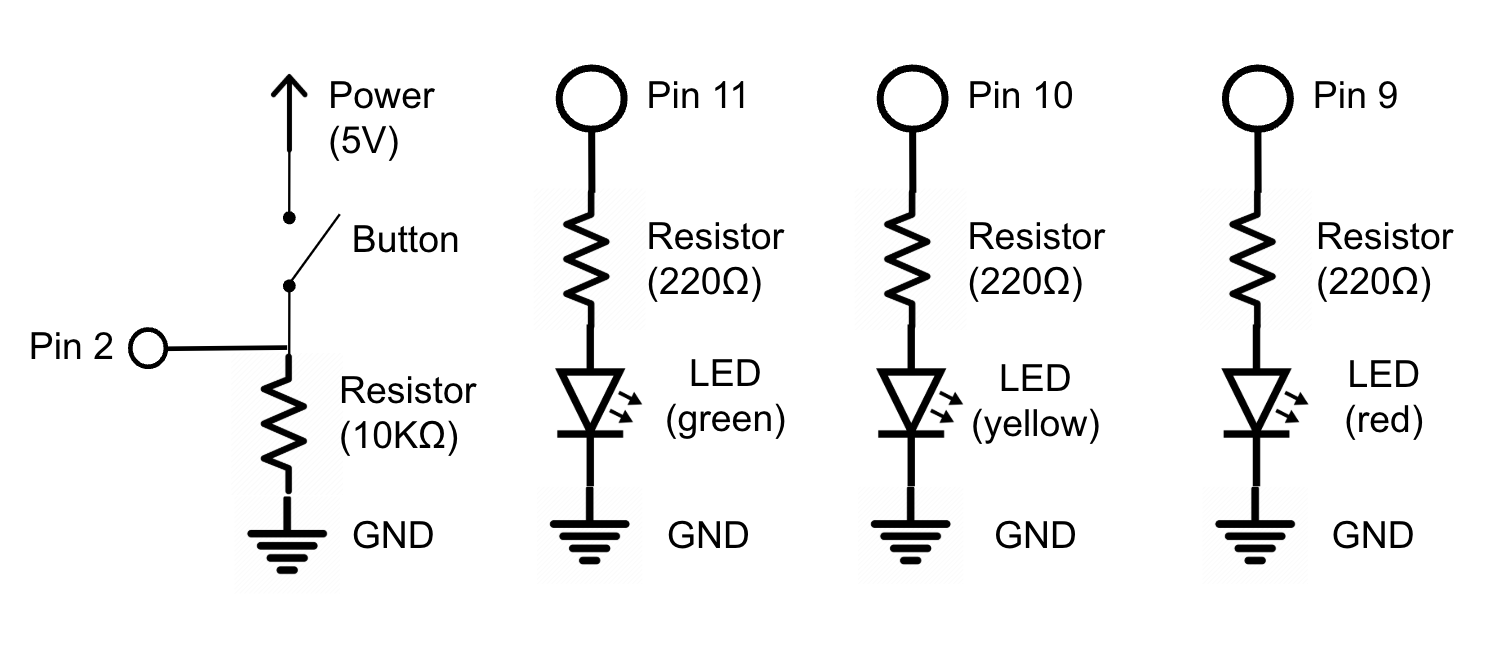 Power
(5V)
Button
Pin 2
Resistor
(10KΩ)
GND
Pin 11
Resistor
(220Ω)
LED
(green)
GND
Pin 10
Resistor
(220Ω)
LED
(yellow)
GND
Pin 9
Resistor
(220Ω)
LED
(red)
GND